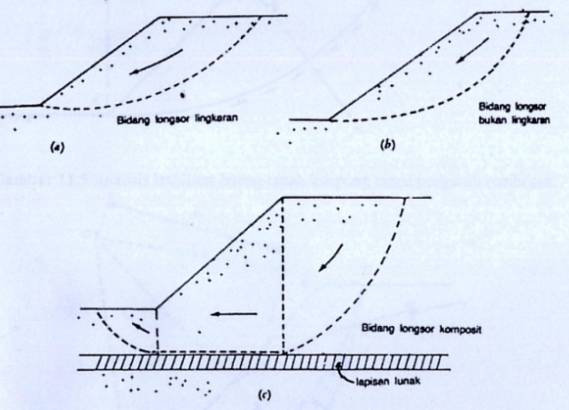 Bidang longsor lingkaran
(a)
Bidang longsor
bukan lingkaran
(b)
Bidang longsor komposit
lapisan lunak
(c)